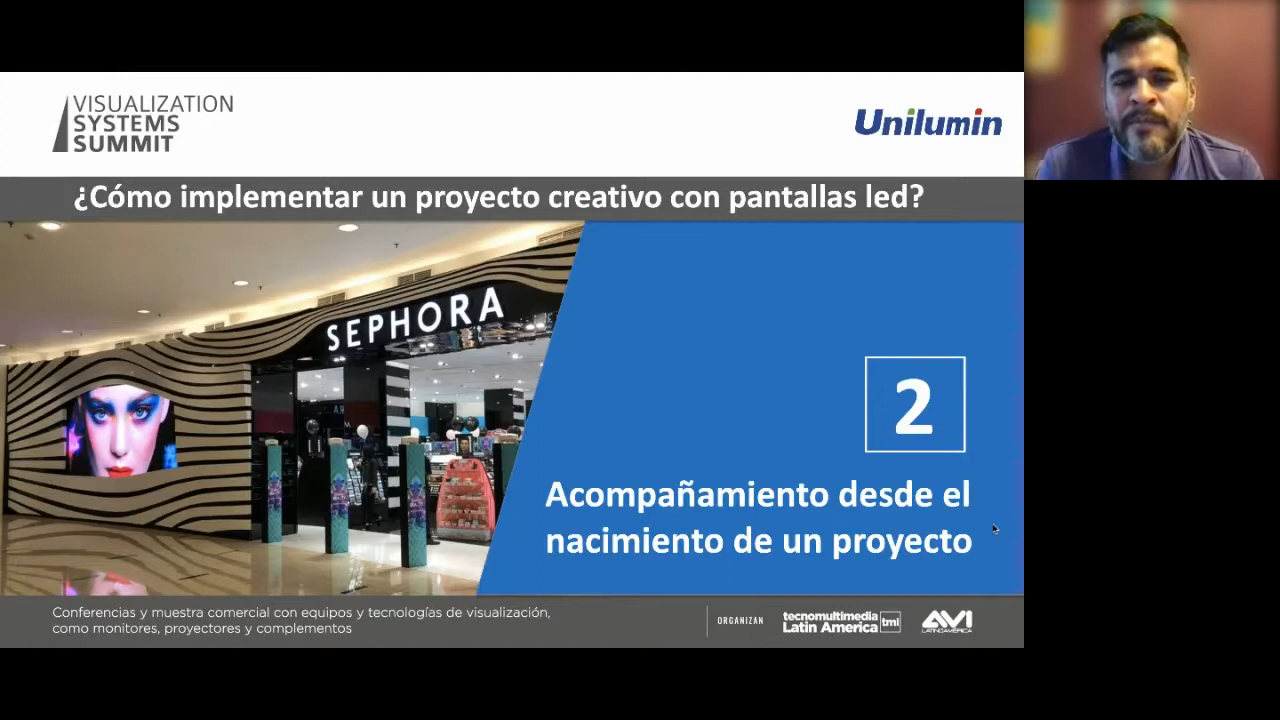 VISUALIZATION
SYSTEMS
SUMMIT
Unilumin
¿Cómo implementar un proyecto creativo con pantallas led?
SEPHORA
2
Acompañamiento desde el
nacimiento de un proyecto
Conferencias y muestra comercial con equipos y tecnologías de visualización,
como monitores, proyectores y complementos
ORGANIZAN
tecnomultimedia
Latin America
tmi
AVI
LATINOAMÉRICA